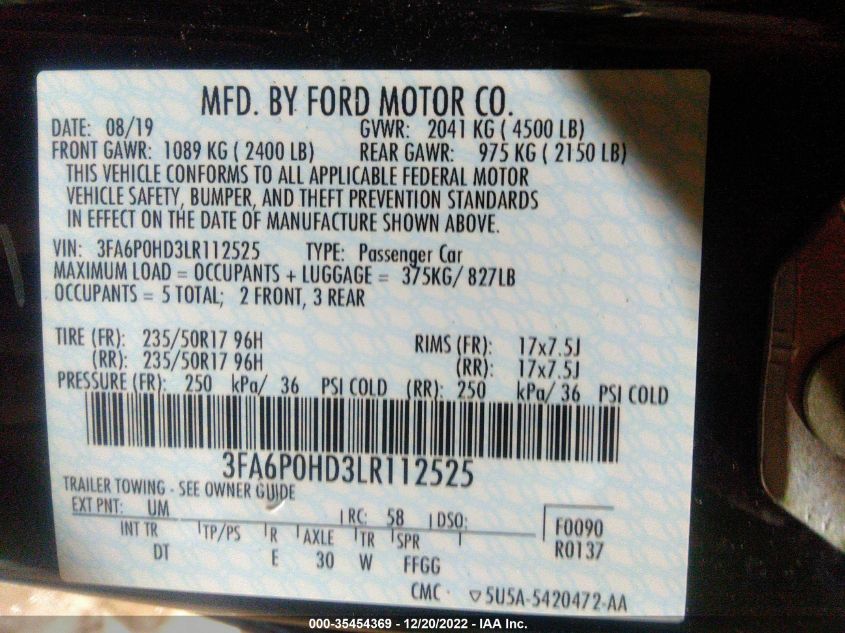 MFD. BY FORD MOTOR CO.
DATE: 08/19 GVWR: 2041 KG ( 4500 LB)
FRONT GAWR: 1089 KG ( 2400 LB) REAR GAWR: 975 KG ( 2150 LB)
THIS VEHICLE CONFORMS TO ALL APPLICABLE FEDERAL MOTOR
VEHICLE SAFETY, BUMPER, AND THEFT PREVENTION STANDARDS
IN EFFECT ON THE DATE OF MANUFACTURE SHOWN ABOVE.
VIN: 3FA6P0HD3LR112525 TYPE: Passenger Car
MAXIMUM LOAD = OCCUPANTS + LUGGAGE = 375KG/ 827LB
OCCUPANTS = 5 TOTAL; 2 FRONT, 3 REAR
TIRE (FR): 235/50R17 96H RIMS (FR): 17x7.5J
(RR): 235/50R17 96H (RR): 17x7.5J
PRESSURE (FR): 250 kPa/ 36 PSI COLD (RR): 250 kPa/ 36 PSI COLD
3FA6P0HD3LR112525
TRAILER TOWING - SEE OWNER GUIDE
EXT PNT: UM RC: 58 DSO: F0090
INT TR TP/PS R AXLE TR SPR R0137
DT E 30 W FFGG
CMC 5U5A-5420472-AA
000-35454369 - 12/20/2022 - IAA Inc.